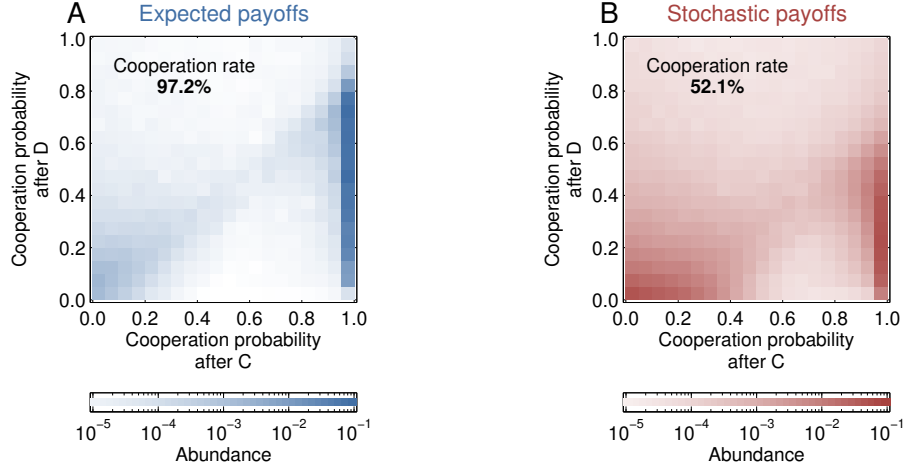 A
Expected payoffs
Cooperation rate
97.2%
Cooperation probability
after D
1.0
0.8
0.6
0.4
0.2
0.0
0.0 0.2 0.4 0.6 0.8 1.0
Cooperation probability
after C
10−5 10−4 10−3 10−2 10−1
Abundance
B
Stochastic payoffs
Cooperation rate
52.1%
Cooperation probability
after D
1.0
0.8
0.6
0.4
0.2
0.0
0.0 0.2 0.4 0.6 0.8 1.0
Cooperation probability
after C
10−5 10−4 10−3 10−2 10−1
Abundance